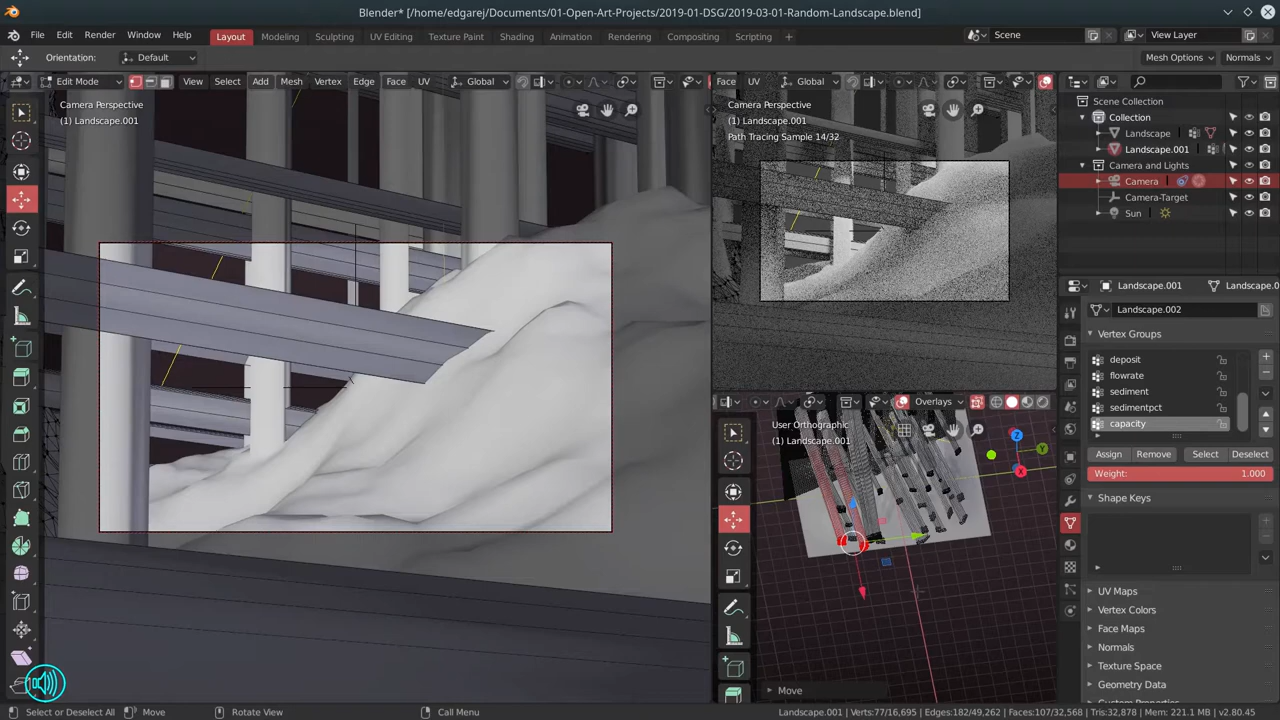 Blender* [/home/edgarej/Documents/01-Open-Art-Projects/2019-01-DSG/2019-03-01-Random-Landscape.blend]
File Edit Render Window Help
Layout Modeling Sculpting UV Editing Texture Paint Shading Animation Rendering Compositing Scripting +
Scene
View Layer
Orientation: Default
Mesh Options Normals
Edit Mode View Select Add Mesh Vertex Edge Face UV Global
Face UV Global
Camera Perspective
(1) Landscape.001
Camera Perspective
(1) Landscape.001
Path Tracing Sample 14/32
Scene Collection
Collection
Landscape
Landscape.001
Camera and Lights
Camera
Camera-Target
Sun
Landscape.001 Landscape.0
Landscape.002
Vertex Groups
deposit
flowrate
sediment
sedimentpct
capacity
Assign Remove Select Deselect
Weight: 1.000
Shape Keys
UV Maps
Vertex Colors
Face Maps
Normals
Texture Space
Geometry Data
Overlays
User Orthographic
(1) Landscape.001
Z
Y
X
Move
Select or Deselect All Move Rotate View Call Menu
Landscape.001 | Verts:77/16,695 | Edges:182/49,262 | Faces:107/32,568 | Tris:32,878 | Mem: 221.1 MB | v2.80.45